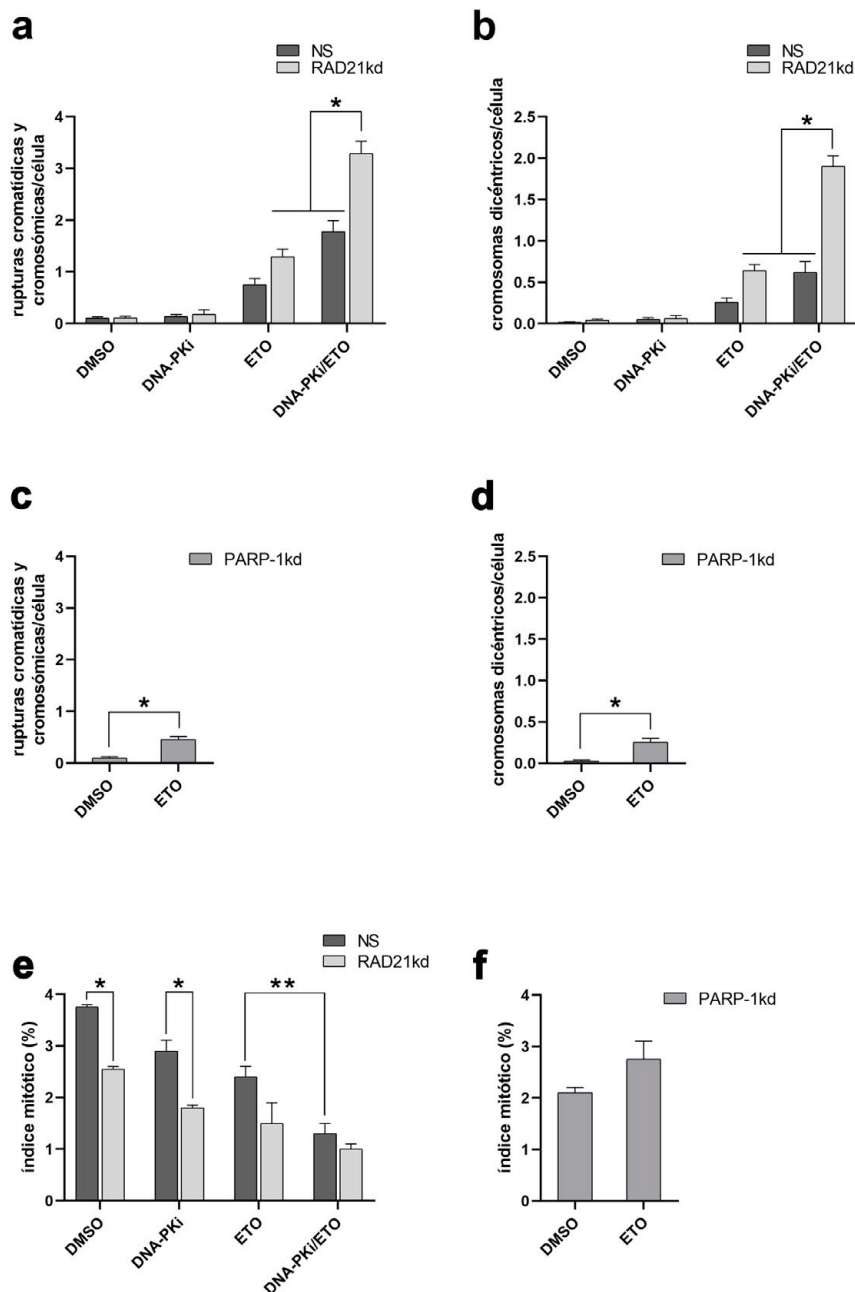 a
NS
RAD21kd
rupturas cromatídicas y
cromosómicas/célula
4
3
2
1
0
*
DMSO
DNA-PKi
ETO
DNA-PKi/ETO
b
NS
RAD21kd
cromosomas dicéntricos/célula
2.5
2.0
1.5
1.0
0.5
0.0
*
DMSO
DNA-PKi
ETO
DNA-PKi/ETO
c
PARP-1kd
rupturas cromatídicas y
cromosómicas/célula
4
3
2
1
0
*
DMSO
ETO
d
PARP-1kd
cromosomas dicéntricos/célula
2.5
2.0
1.5
1.0
0.5
0.0
*
DMSO
ETO
e
NS
RAD21kd
índice mitótico (%)
4
3
2
1
0
*
*
**
DMSO
DNA-PKi
ETO
DNA-PKi/ETO
f
PARP-1kd
índice mitótico (%)
4
3
2
1
0
DMSO
ETO